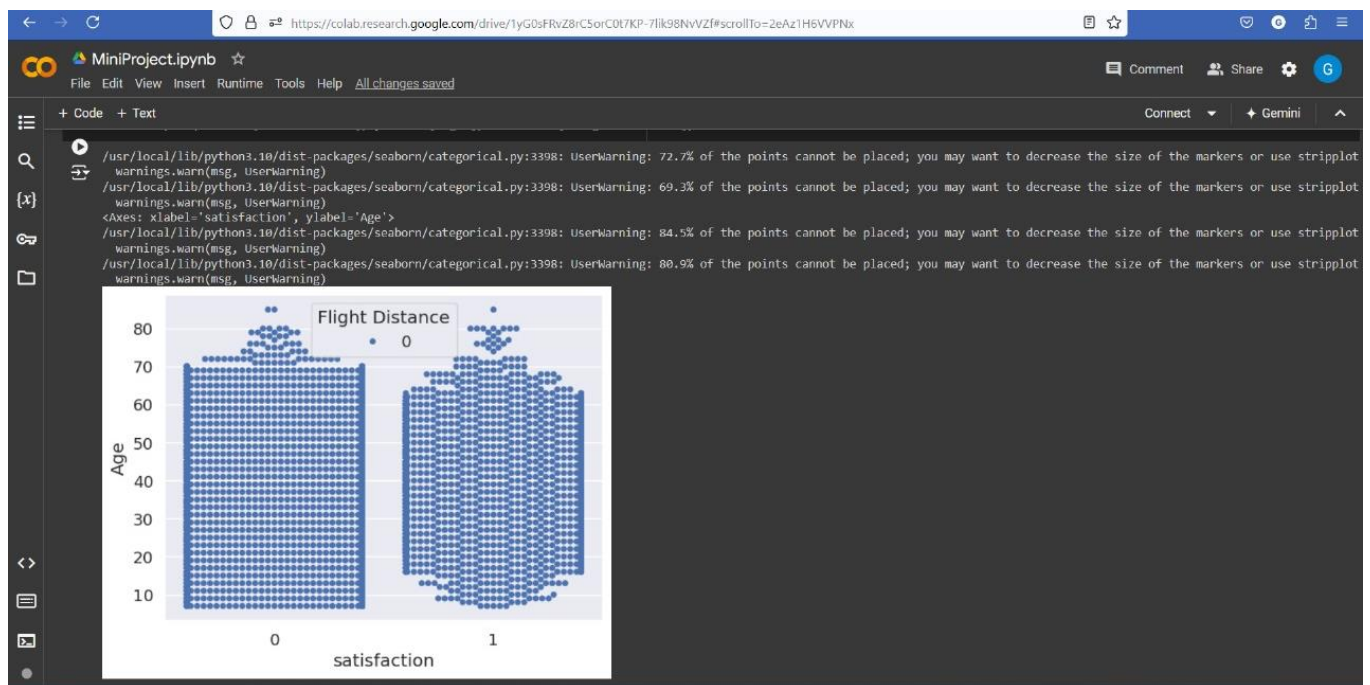 https://colab.research.google.com/drive/1yG0sFRvZ8rC5orC0t7KP-7lik98NvVZf#scrollTo=2eAz1H6VVPNx
MiniProject.ipynb
File Edit View Insert Runtime Tools Help All changes saved
Comment Share G
+ Code + Text
Connect Gemini
/usr/local/lib/python3.10/dist-packages/seaborn/categorical.py:3398: UserWarning: 72.7% of the points cannot be placed; you may want to decrease the size of the markers or use stripplot
warnings.warn(msg, UserWarning)
/usr/local/lib/python3.10/dist-packages/seaborn/categorical.py:3398: UserWarning: 69.3% of the points cannot be placed; you may want to decrease the size of the markers or use stripplot
warnings.warn(msg, UserWarning)
<Axes: xlabel='satisfaction', ylabel='Age'>
/usr/local/lib/python3.10/dist-packages/seaborn/categorical.py:3398: UserWarning: 84.5% of the points cannot be placed; you may want to decrease the size of the markers or use stripplot
warnings.warn(msg, UserWarning)
/usr/local/lib/python3.10/dist-packages/seaborn/categorical.py:3398: UserWarning: 80.9% of the points cannot be placed; you may want to decrease the size of the markers or use stripplot
warnings.warn(msg, UserWarning)
Flight Distance
0
80
70
60
50
40
30
20
10
Age
0 1
satisfaction